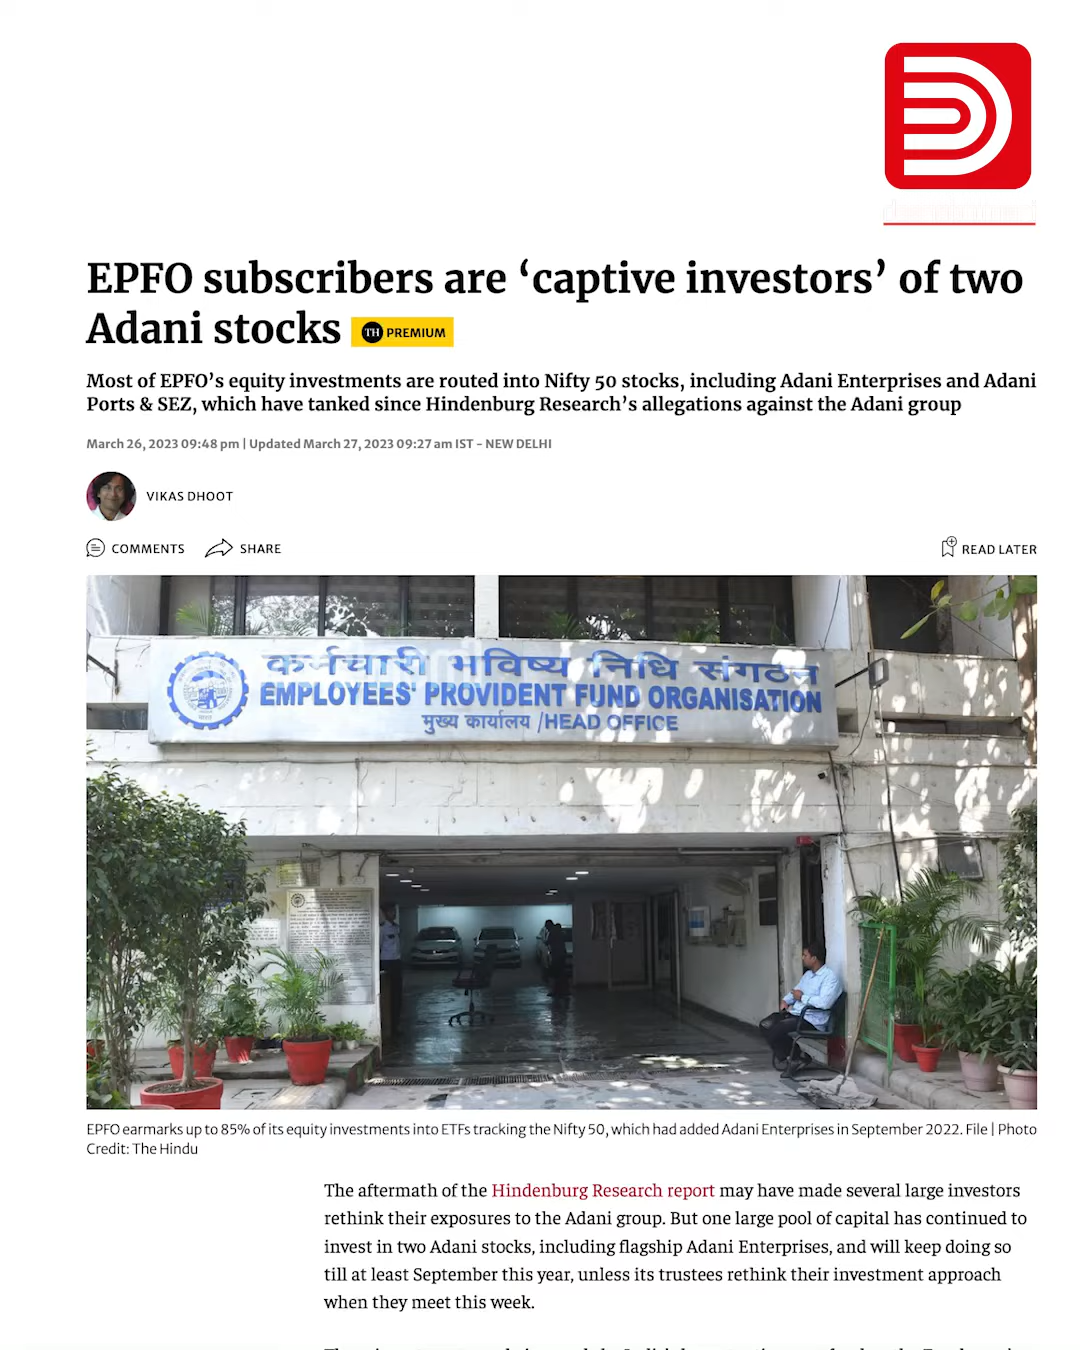 EPFO subscribers are ‘captive investors’ of two
Adani stocks TH PREMIUM
Most of EPFO’s equity investments are routed into Nifty 50 stocks, including Adani Enterprises and Adani
Ports & SEZ, which have tanked since Hindenburg Research’s allegations against the Adani group
March 26, 2023 09:48 pm | Updated March 27, 2023 09:27 am IST - NEW DELHI
VIKAS DHOOT
COMMENTS SHARE READ LATER
कर्मचारी भविष्य निधि संगठन
EMPLOYEES' PROVIDENT FUND ORGANISATION
मुख्य कार्यालय /HEAD OFFICE
EPFO earmarks up to 85% of its equity investments into ETFs tracking the Nifty 50, which had added Adani Enterprises in September 2022. File | Photo
Credit: The Hindu
The aftermath of the Hindenburg Research report may have made several large investors
rethink their exposures to the Adani group. But one large pool of capital has continued to
invest in two Adani stocks, including flagship Adani Enterprises, and will keep doing so
till at least September this year, unless its trustees rethink their investment approach
when they meet this week.